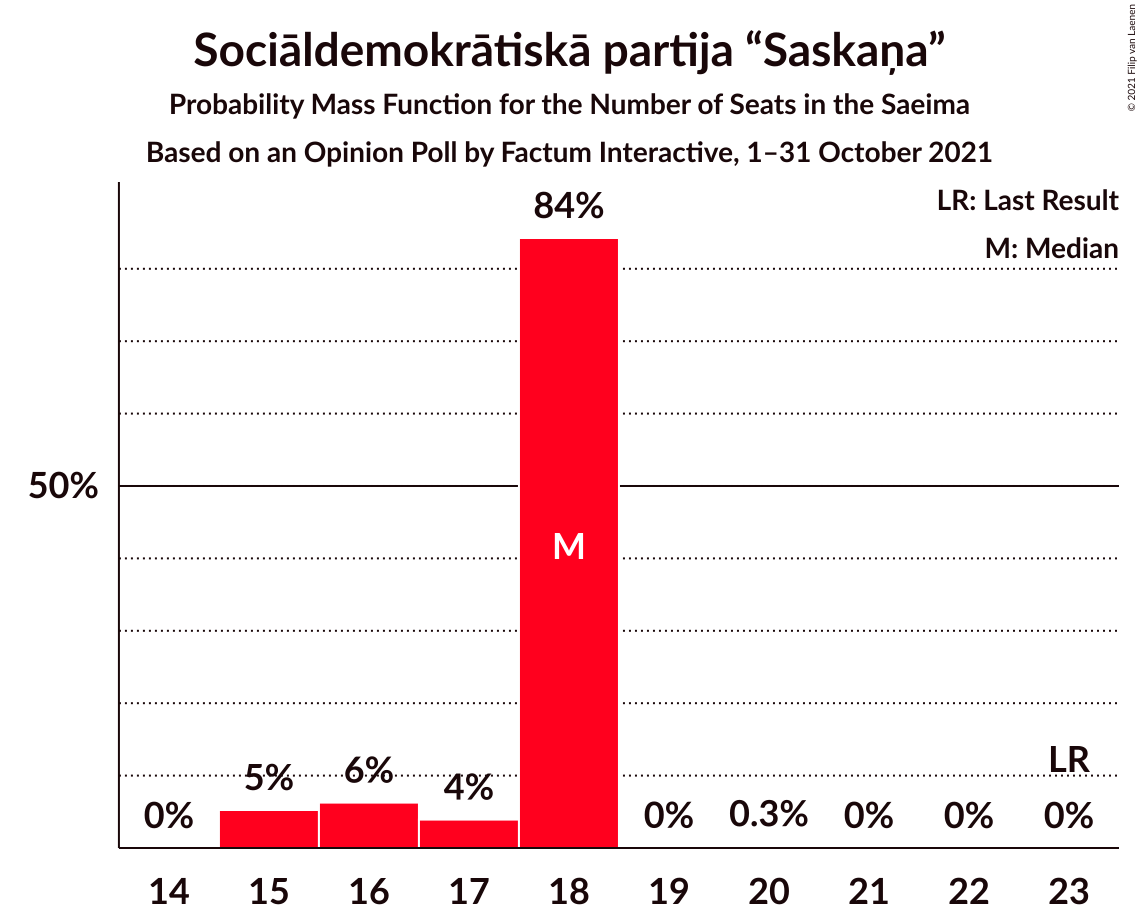 Sociāldemokrātiskā partija “Saskaņa”
Probability Mass Function for the Number of Seats in the Saeima
Based on an Opinion Poll by Factum Interactive, 1–31 October 2021
© 2021 Filip van Laenen
LR: Last Result
M: Median
84%
50%
M
5%
6%
4%
LR
0%
0%
0.3%
0%
0%
0%
14
15
16
17
18
19
20
21
22
23